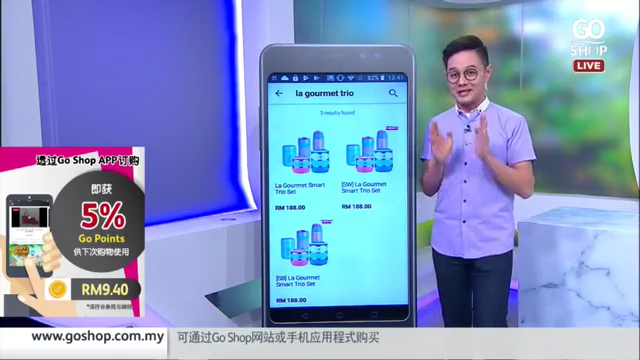 GO
SHOP
LIVE
82% 13:41
la gourmet trio
3 results found
La Gourmet Smart
Trio Set
RM 188.00
[SW] La Gourmet
Smart Trio Set
RM 188.00
[SB] La Gourmet
Smart Trio Set
RM 188.00
透过Go Shop APP订购
即获
5%
Go Points
供下次购物使用
RM9.40
www.goshop.com.my
可通过Go Shop网站或手机应用程式购买